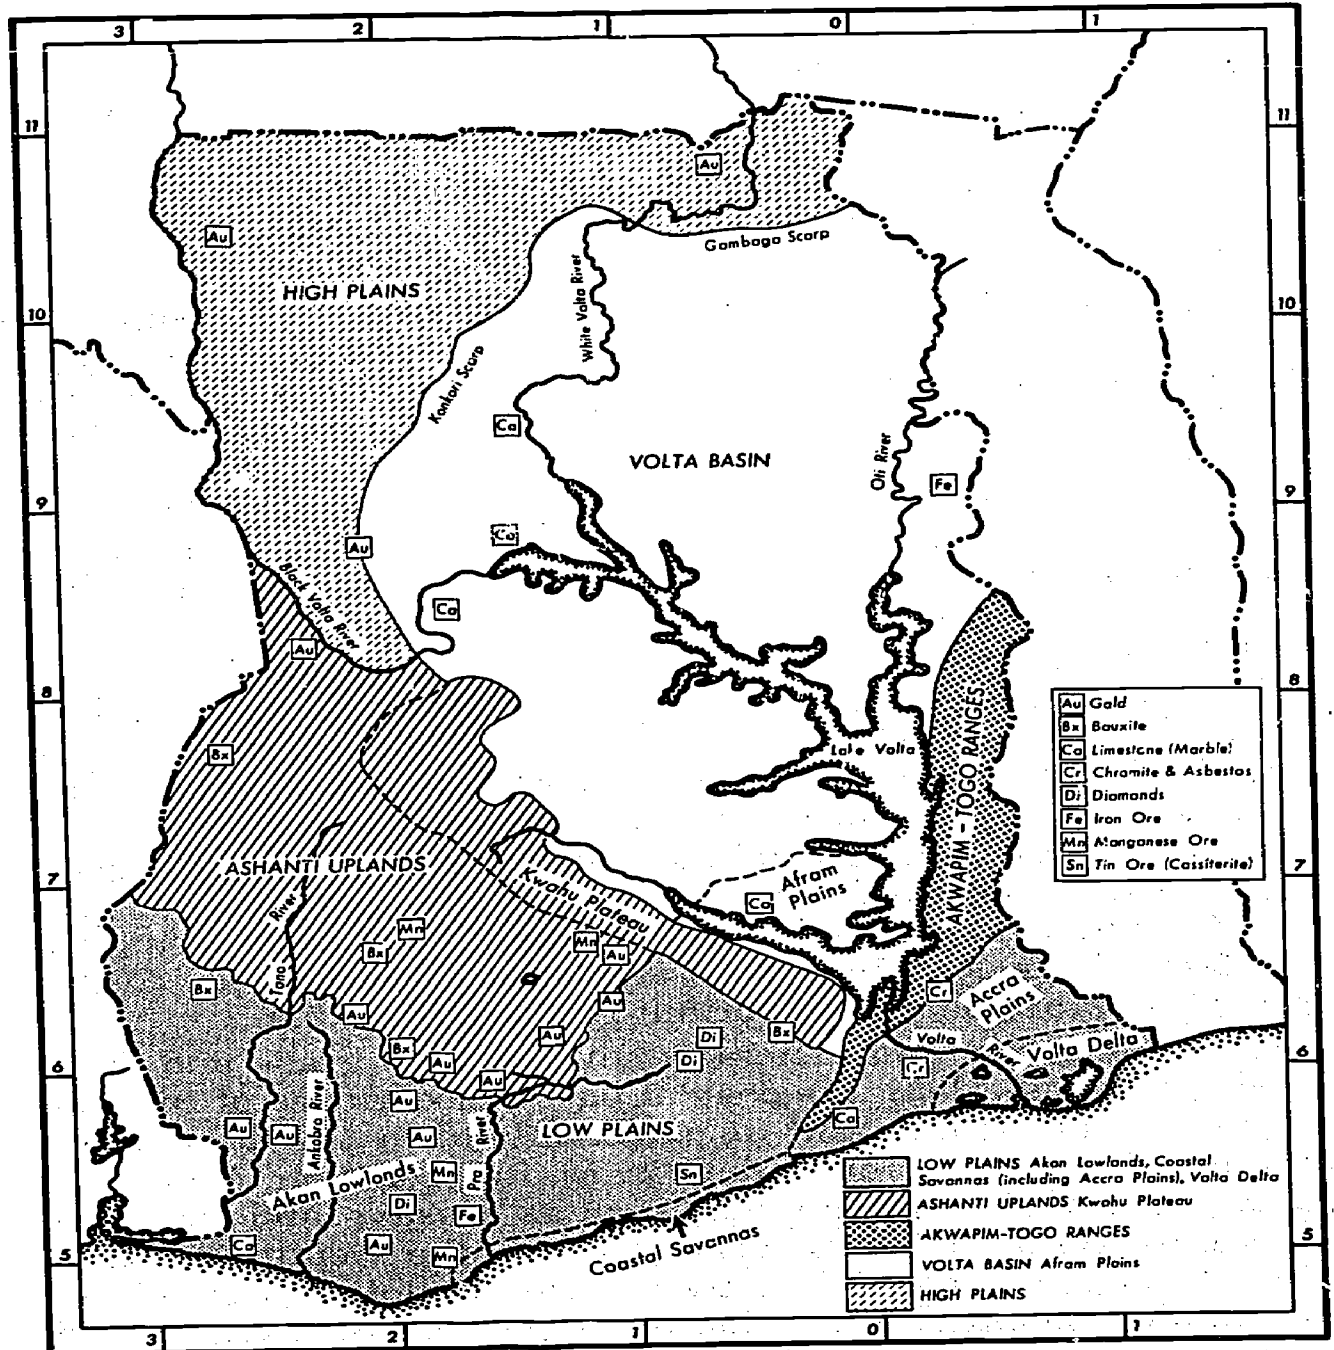 3 2 1 0 1
11 11
Au
Au
Gambaga Scarp
HIGH PLAINS
White Volta River
10 10
Konkori Scarp
Ca
VOLTA BASIN
Oti River
Fe
9 9
Ca
Au
Black Volta River
Ca
Au
8 8
Au Gold
Bx Bauxite
Ca Limestone (Marble)
Cr Chromite & Asbestos
Di Diamonds
Fe Iron Ore
Mn Manganese Ore
Sn Tin Ore (Cassiterite)
Bx
Lake Volta
AKWAPIM - TOGO RANGES
ASHANTI UPLANDS
7 7
Kwahu Plateau
Afram
Plains
Ca
Tano River
Mn
Bx
Mn
Au
Bx
Au
Cr
Accra
Plains
Au
Au
Di
Bx
Bx
Au
Di
Volta River
Volta Delta
6 6
Cr
Au
Au
Ca
Au
Au
Ankobra River
Au
Pra River
LOW PLAINS
Akan Lowlands
Mn
Sn
Di
Fe
Ca
Au
Mn
Coastal Savannas
5 5
LOW PLAINS Akan Lowlands, Coastal
Savannas (including Accra Plains), Volta Delta
ASHANTI UPLANDS Kwahu Plateau
AKWAPIM-TOGO RANGES
VOLTA BASIN Afram Plains
HIGH PLAINS
3 2 1 0 1